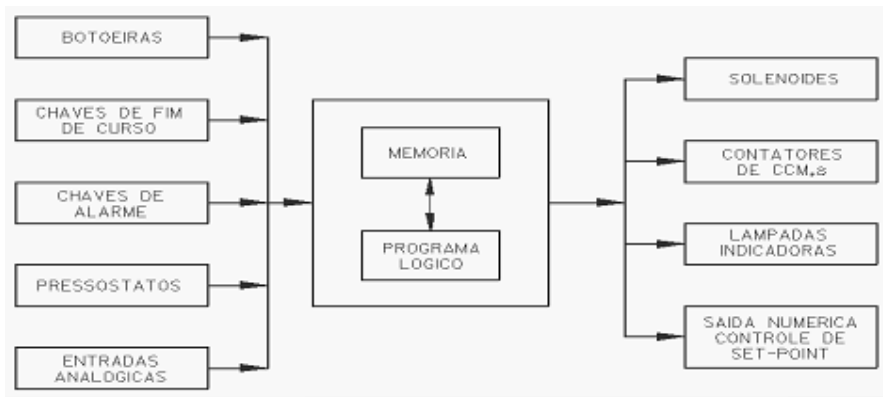 BOTOEIRAS
CHAVES DE FIM
DE CURSO
CHAVES DE
ALARME
PRESSOSTATOS
ENTRADAS
ANALOGICAS
MEMORIA
PROGRAMA
LOGICO
SOLENOIDES
CONTATORES
DE CCM,s
LAMPADAS
INDICADORAS
SAIDA NUMERICA
CONTROLE DE
SET-POINT